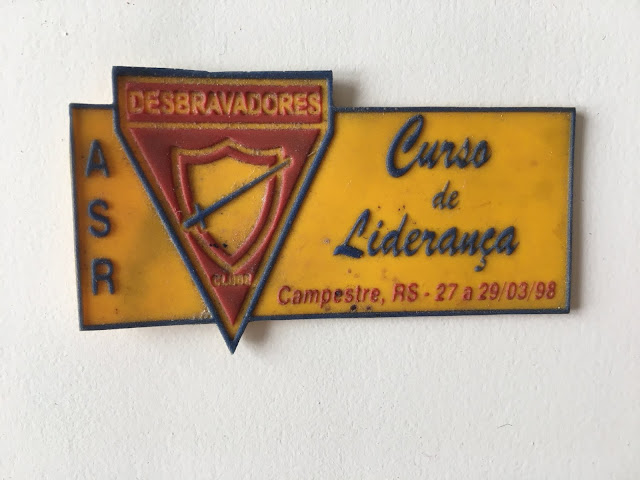 DESBRAVADORES
CLUBE
ASR
Curso
de
Liderança
Campestre, RS - 27 a 29/03/98